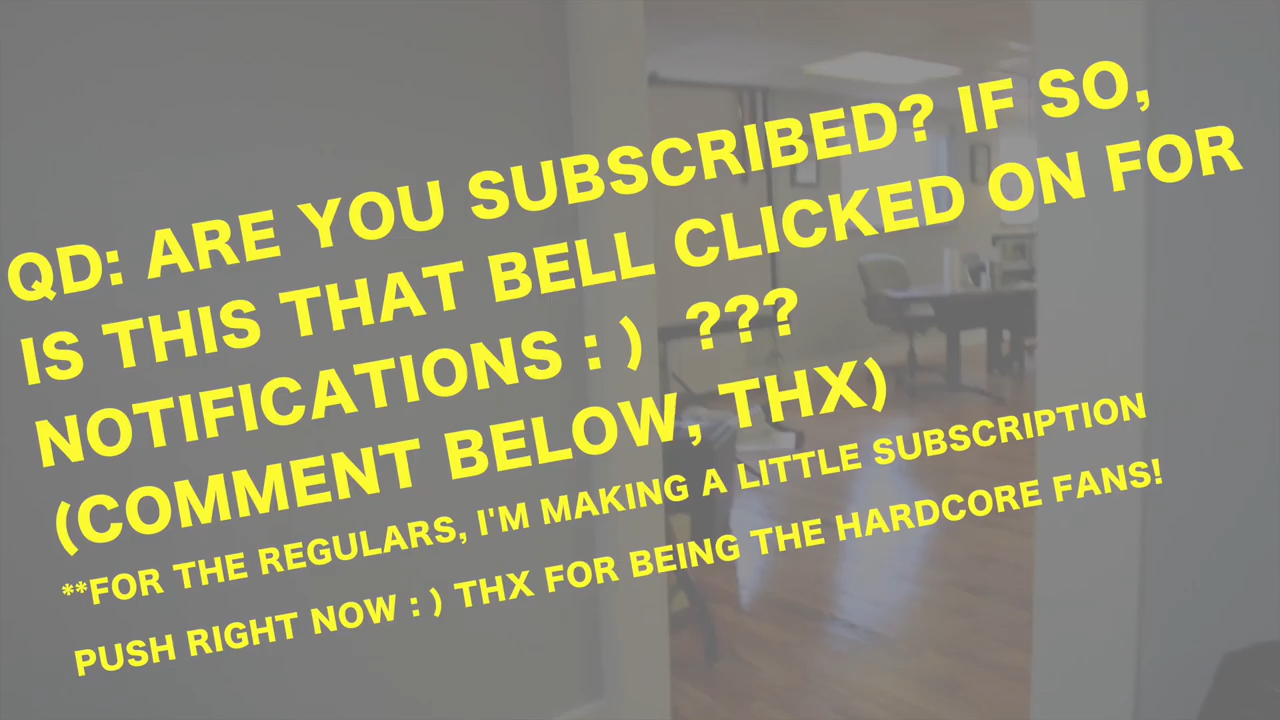 QD: ARE YOU SUBSCRIBED? IF SO,
IS THIS THAT BELL CLICKED ON FOR
NOTIFICATIONS : ) ???
(COMMENT BELOW, THX)
**FOR THE REGULARS, I'M MAKING A LITTLE SUBSCRIPTION
PUSH RIGHT NOW : ) THX FOR BEING THE HARDCORE FANS!